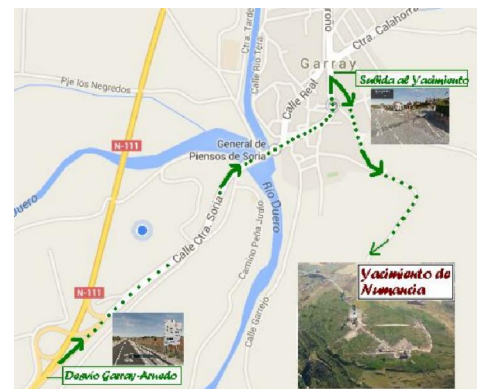 Ctra. Tarde
Calle Río Tera
Ctra. Calahorra
Garray
Subida al Yacimiento
Pje los Negredos
Calle Real
N-111
General de
Piensos de Soria
Duero
Río Duero
Calle Ctra. Soria
Camino Peña Judío
Calle Garrejo
N-111
Yacimiento de
Numancia
Desvío Garray-Arnedo